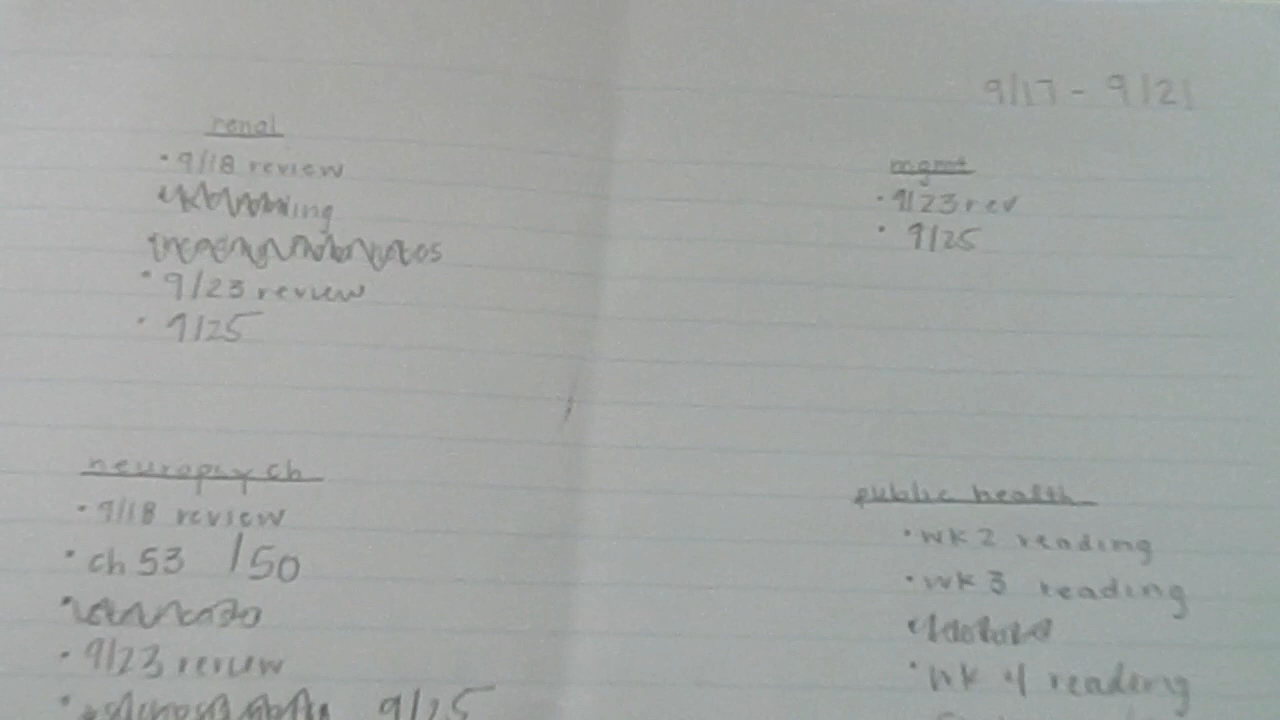 9/17 - 9/21
renal
• 9/18 review
• 9/23 review
• 9/25
mgmt
• 9/23 rev
• 9/25
neuropsych
• 9/18 review
• ch 53 /50
• 9/23 review
• 9/25
public health
• wk 2 reading
• wk 3 reading
• wk 4 reading